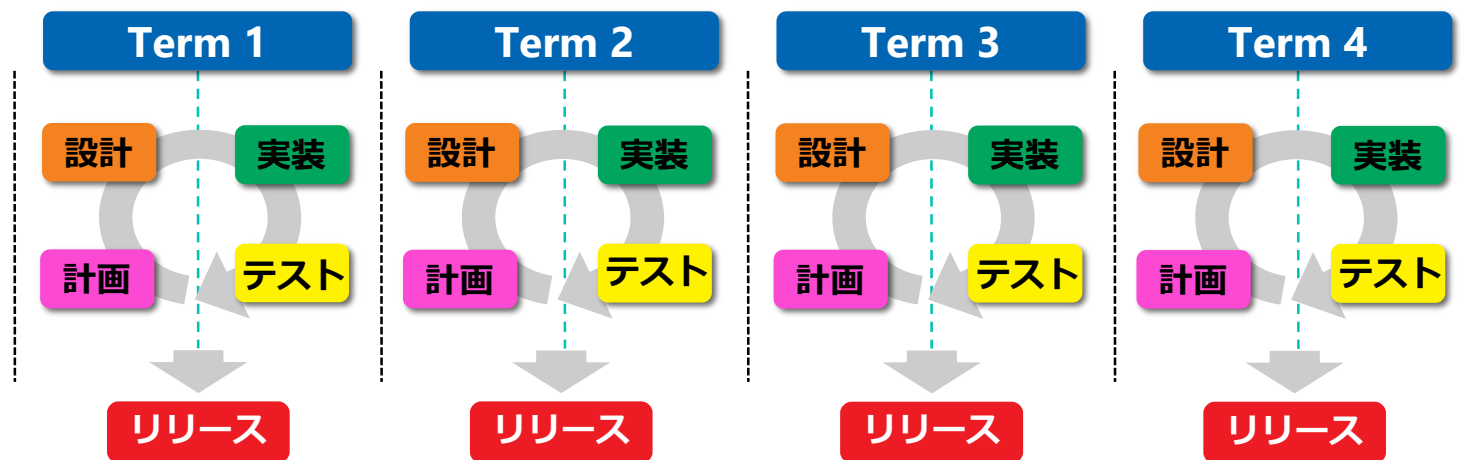 Term 1
Term 2
Term 3
Term 4
設計
実装
設計
実装
設計
実装
設計
実装
計画
テスト
計画
テスト
計画
テスト
計画
テスト
リリース
リリース
リリース
リリース